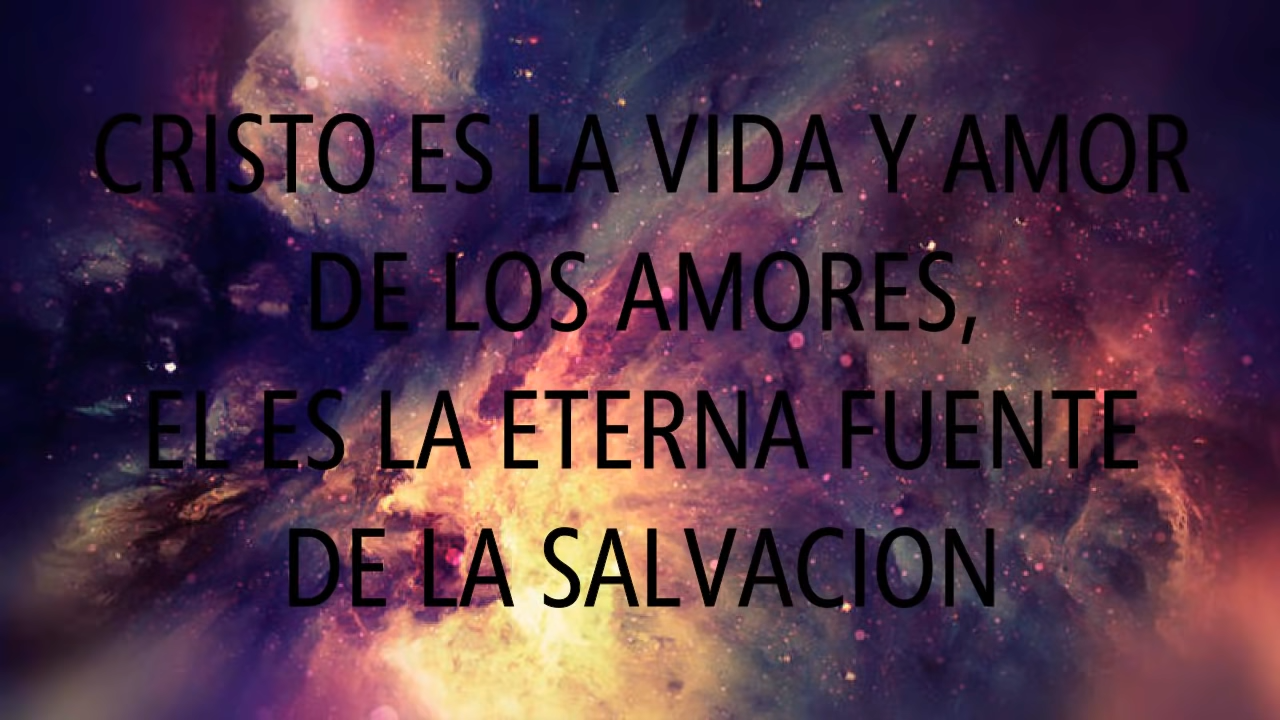 CRISTO ES LA VIDA Y AMOR
DE LOS AMORES,
EL ES LA ETERNA FUENTE
DE LA SALVACION